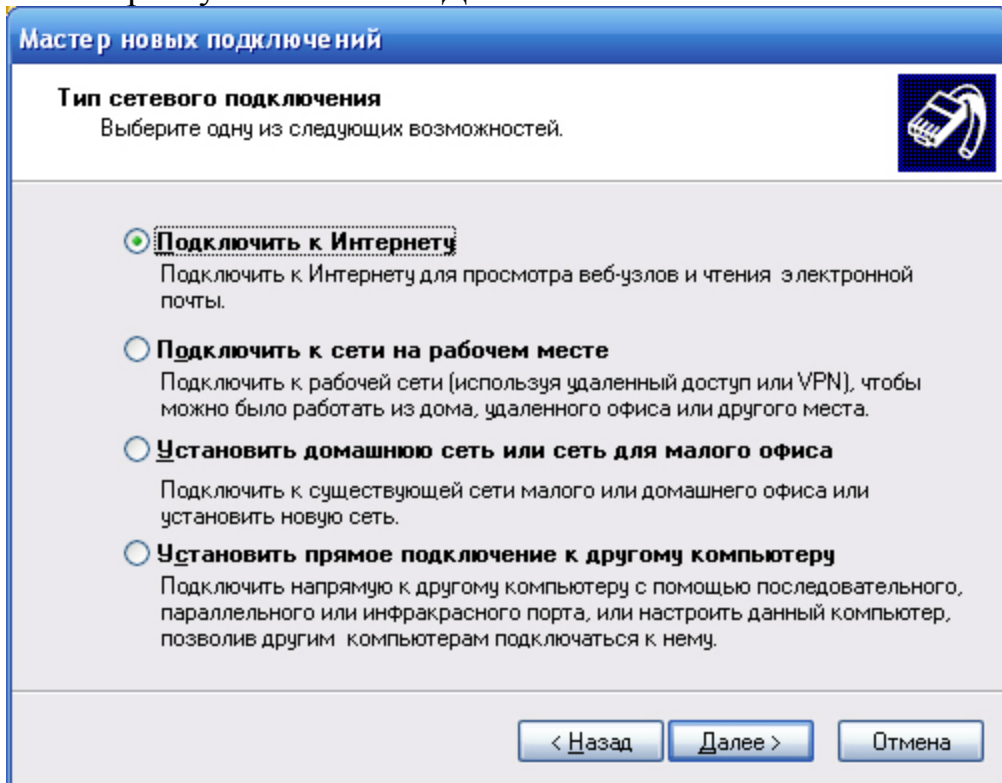 Мастер новых подключений
Тип сетевого подключения
Выберите одну из следующих возможностей.
Подключить к Интернету
Подключить к Интернету для просмотра веб-узлов и чтения электронной
почты.
Подключить к сети на рабочем месте
Подключить к рабочей сети (используя удаленный доступ или VPN), чтобы
можно было работать из дома, удаленного офиса или другого места.
Установить домашнюю сеть или сеть для малого офиса
Подключить к существующей сети малого или домашнего офиса или
установить новую сеть.
Установить прямое подключение к другому компьютеру
Подключить напрямую к другому компьютеру с помощью последовательного,
параллельного или инфракрасного порта, или настроить данный компьютер,
позволив другим компьютерам подключаться к нему.
< Назад Далее > Отмена